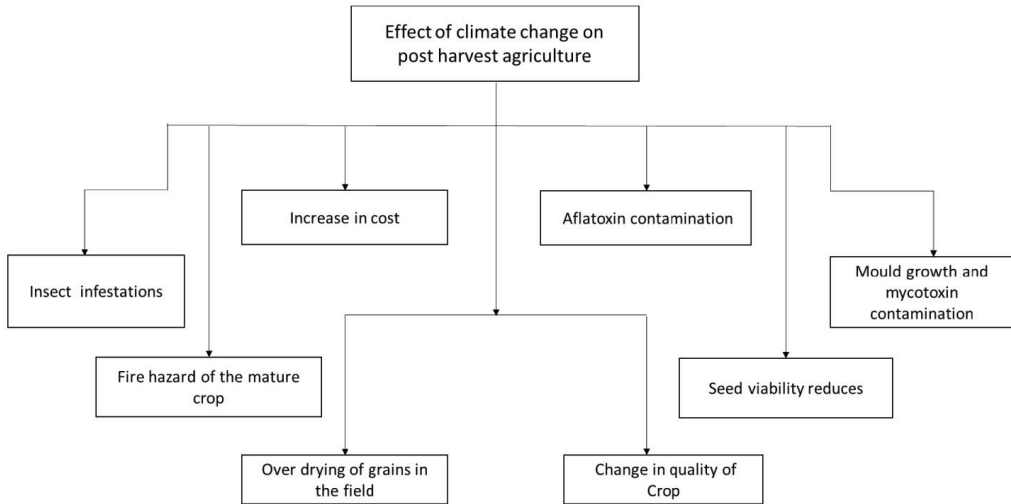 Effect of climate change on
post harvest agriculture
Increase in cost
Aflatoxin contamination
Insect infestations
Mould growth and
mycotoxin
contamination
Fire hazard of the mature
crop
Seed viability reduces
Over drying of grains in
the field
Change in quality of
Crop